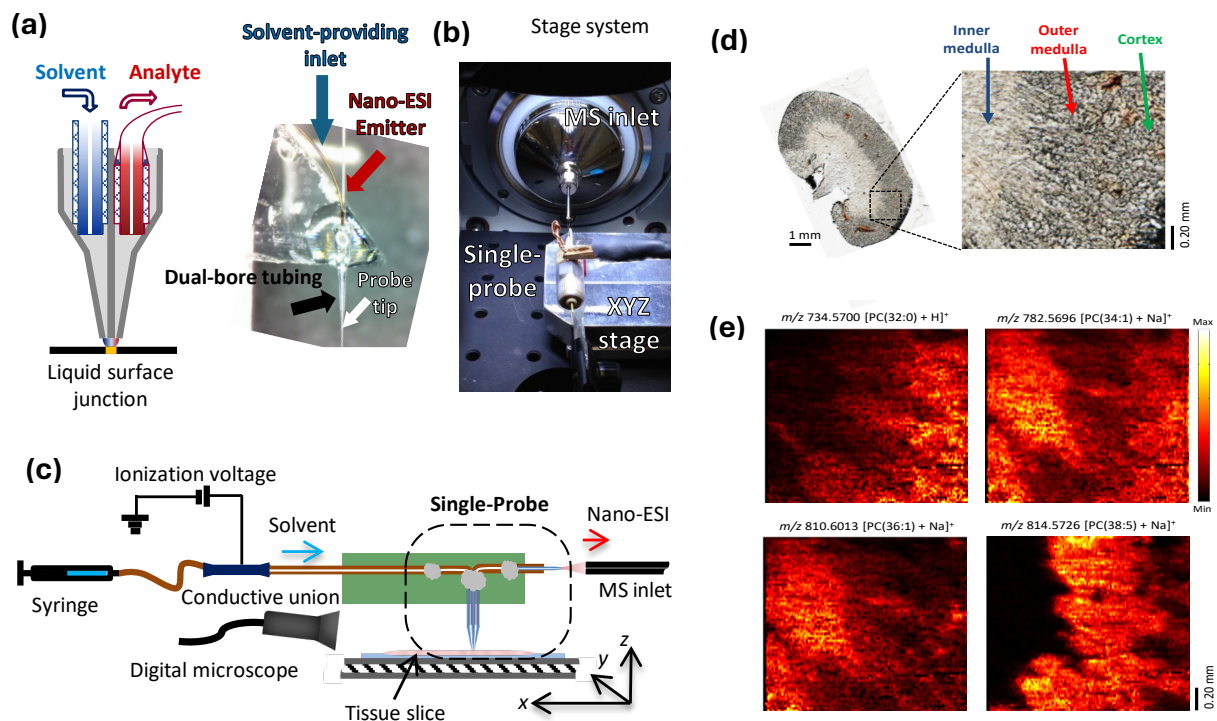 (a)
Solvent
Analyte
Liquid surface
junction
Solvent-providing
inlet
Nano-ESI
Emitter
Dual-bore tubing
Probe
tip
(b)
Stage system
MS inlet
Single-
probe
XYZ
stage
(c)
Ionization voltage
Solvent
Single-Probe
Nano-ESI
Syringe
Conductive union
MS inlet
Digital microscope
Tissue slice
x
y
z
(d)
Inner
medulla
Outer
medulla
Cortex
1 mm
0.20 mm
(e)
m/z 734.5700 [PC(32:0) + H]⁺
m/z 782.5696 [PC(34:1) + Na]⁺
Max
Min
m/z 810.6013 [PC(36:1) + Na]⁺
m/z 814.5726 [PC(38:5) + Na]⁺
0.20 mm